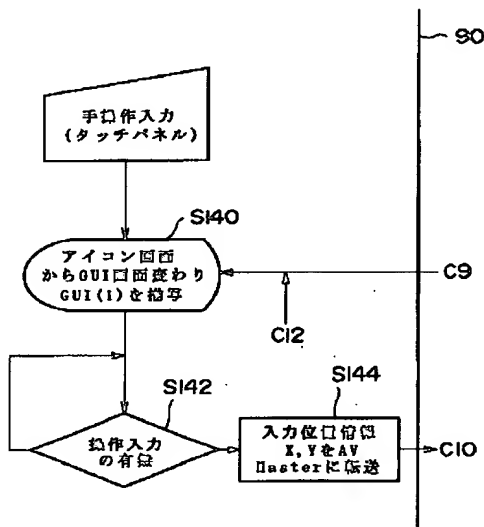 S0
手操作入力
(タッチパネル)
S140
アイコン画面
からGUI画面変わり
GUI(1)を描写
C9
C12
S142
S144
操作入力
の有無
入力位置情報
X,YをAV
Masterに転送
C10